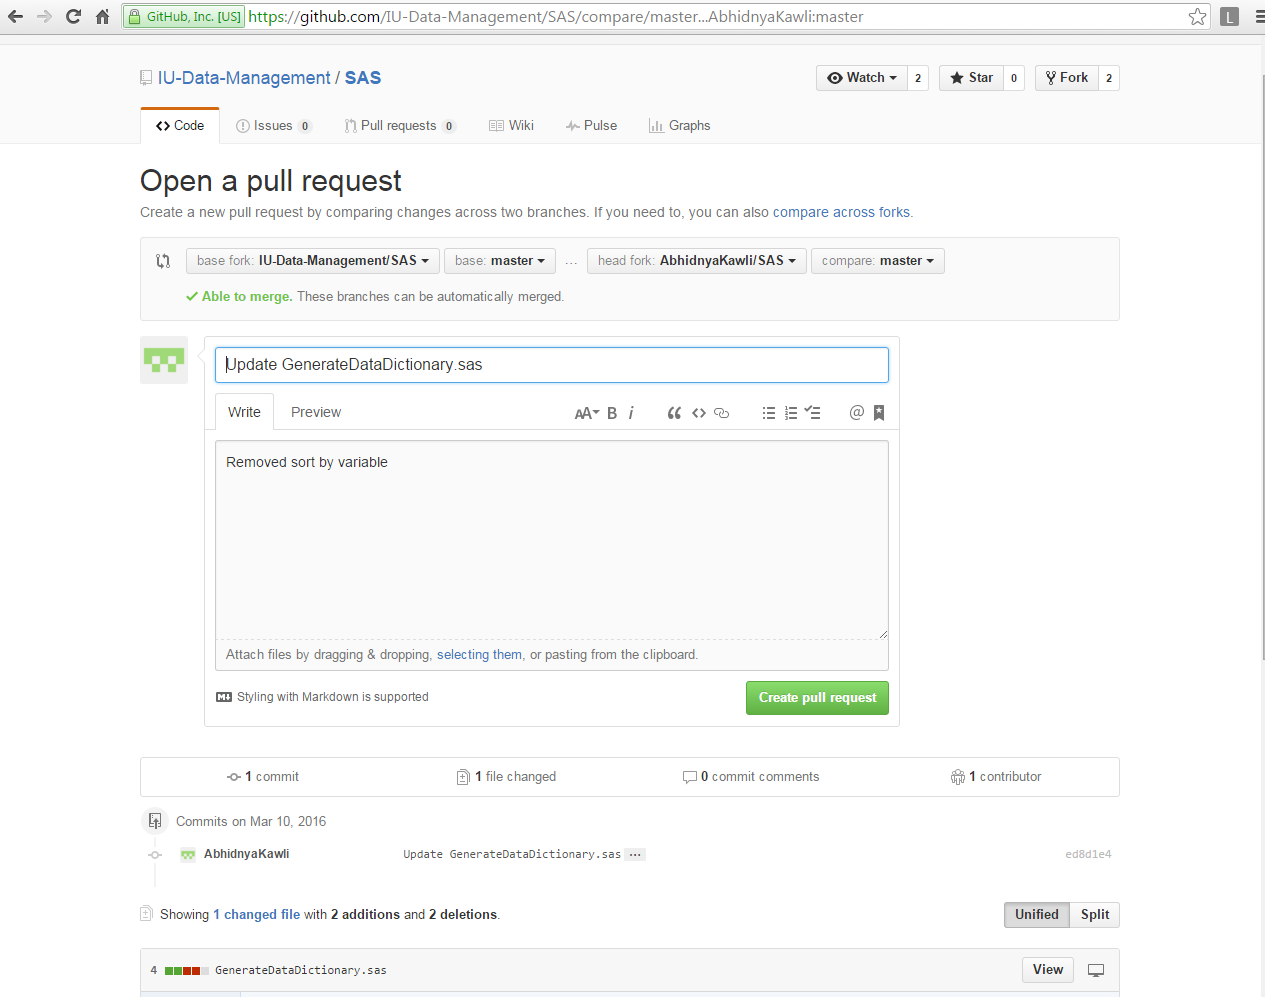 GitHub, Inc. [US] https://github.com/IU-Data-Management/SAS/compare/master...AbhidnyaKawli:master L
IU-Data-Management / SAS
Watch 2 Star 0 Fork 2
Code Issues 0 Pull requests 0 Wiki Pulse Graphs
Open a pull request
Create a new pull request by comparing changes across two branches. If you need to, you can also compare across forks.
base fork: IU-Data-Management/SAS base: master ... head fork: AbhidnyaKawli/SAS compare: master
Able to merge. These branches can be automatically merged.
Update GenerateDataDictionary.sas
Write Preview AA B i @
Removed sort by variable
Attach files by dragging & dropping, selecting them, or pasting from the clipboard.
Styling with Markdown is supported
Create pull request
1 commit 1 file changed 0 commit comments 1 contributor
Commits on Mar 10, 2016
AbhidnyaKawli Update GenerateDataDictionary.sas ... ed8d1e4
Showing 1 changed file with 2 additions and 2 deletions.
Unified Split
4 GenerateDataDictionary.sas View